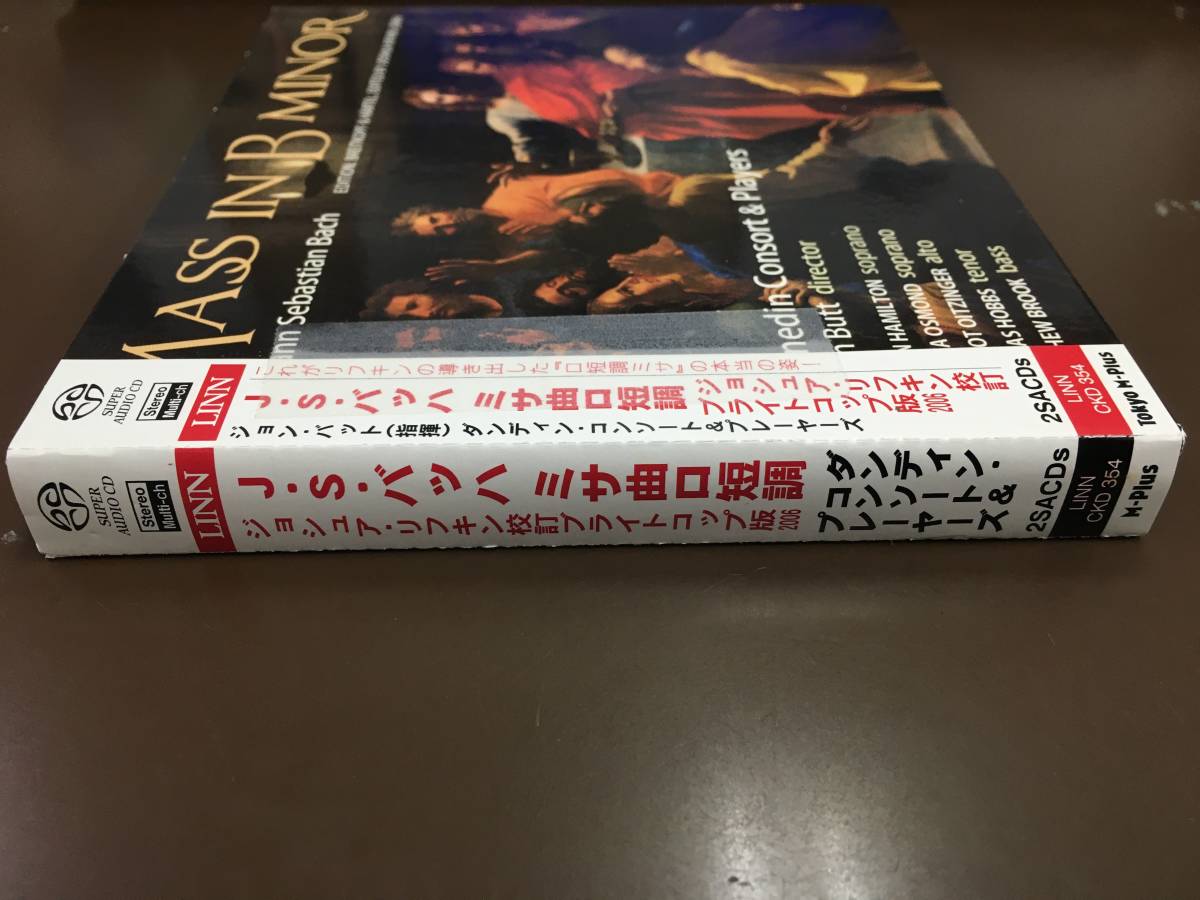 MASS IN B MINOR
Sebastian Bach
Consort & Players
Butt director
HAMILTON soprano
OSMOND soprano
OITZINGER alto
HOBBS tenor
BROOK bass
SUPER AUDIO CD
Stereo
Multi-ch
LINN
これがリフキンの導き出した『ロ短調ミサ』の本当の姿！
J・S・バッハ ミサ曲ロ短調
ジョシュア・リフキン校訂
ブライトコップ版 2006
ジョン・バット(指揮) ダンディン・コンソート&プレーヤーズ
2SACDs
LINN
CKD 354
Tokyo M-Plus
SUPER AUDIO CD
Stereo
Multi-ch
LINN
J・S・バッハ ミサ曲ロ短調
ジョシュア・リフキン校訂ブライトコップ版 2006
ダンディン・
コンソート&
プレーヤーズ
2SACDs
LINN
CKD 354
M-Plus